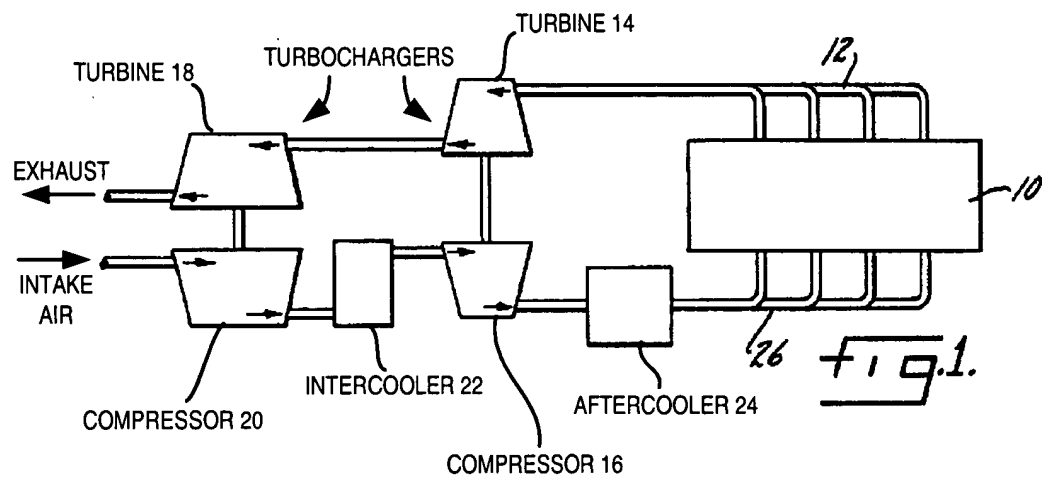 TURBINE 14
TURBOCHARGERS
TURBINE 18
12
EXHAUST
10
INTAKE
AIR
26
fig.1.
INTERCOOLER 22
AFTERCOOLER 24
COMPRESSOR 20
COMPRESSOR 16